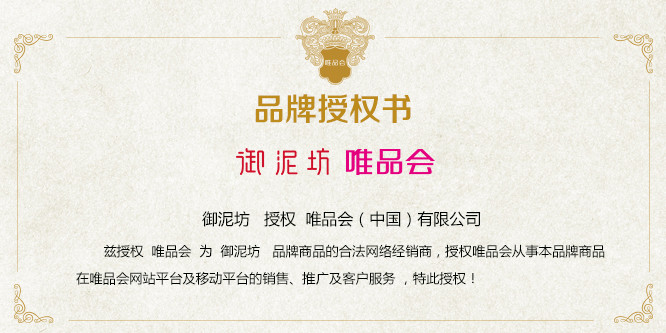 唯品会
品牌授权书
御泥坊 唯品会
御泥坊 授权 唯品会（中国）有限公司
兹授权 唯品会 为 御泥坊 品牌商品的合法网络经销商，授权唯品会从事本品牌商品
在唯品会网站平台及移动平台的销售、推广及客户服务 ，特此授权！